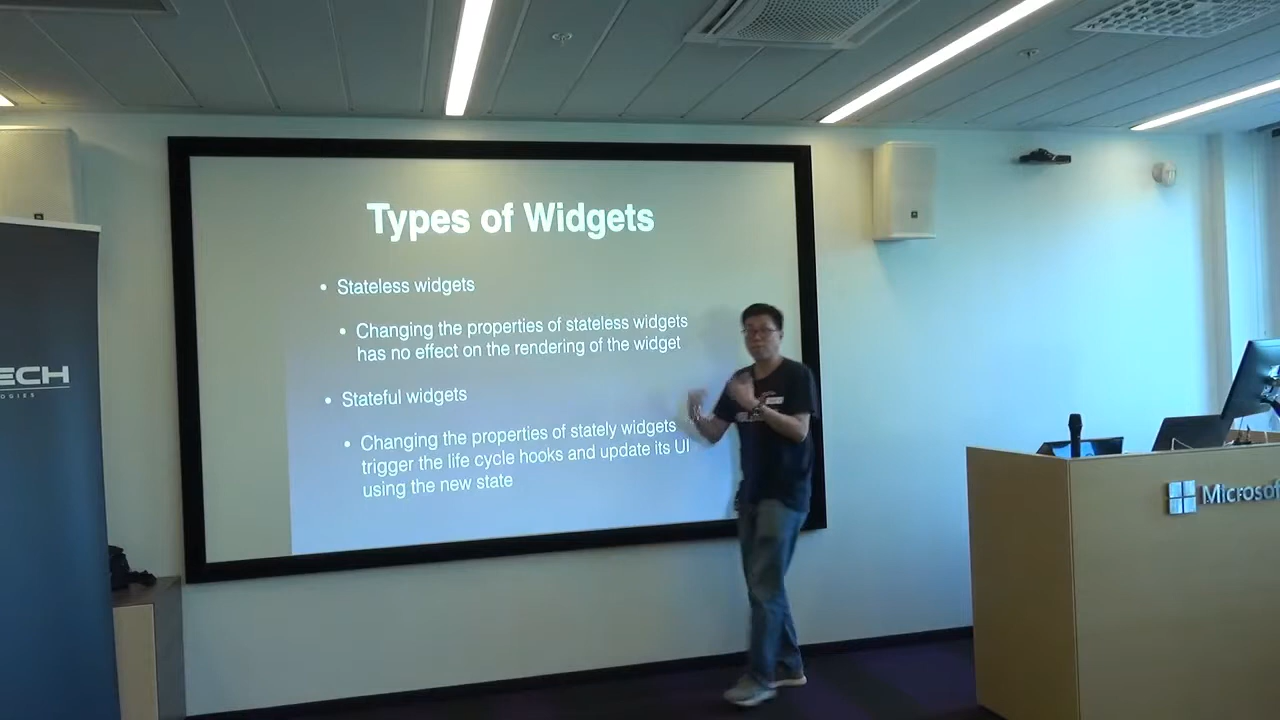 Types of Widgets
• Stateless widgets
• Changing the properties of stateless widgets
has no effect on the rendering of the widget
• Stateful widgets
• Changing the properties of stately widgets
trigger the life cycle hooks and update its UI
using the new state
ECH
OGIES
Microsof